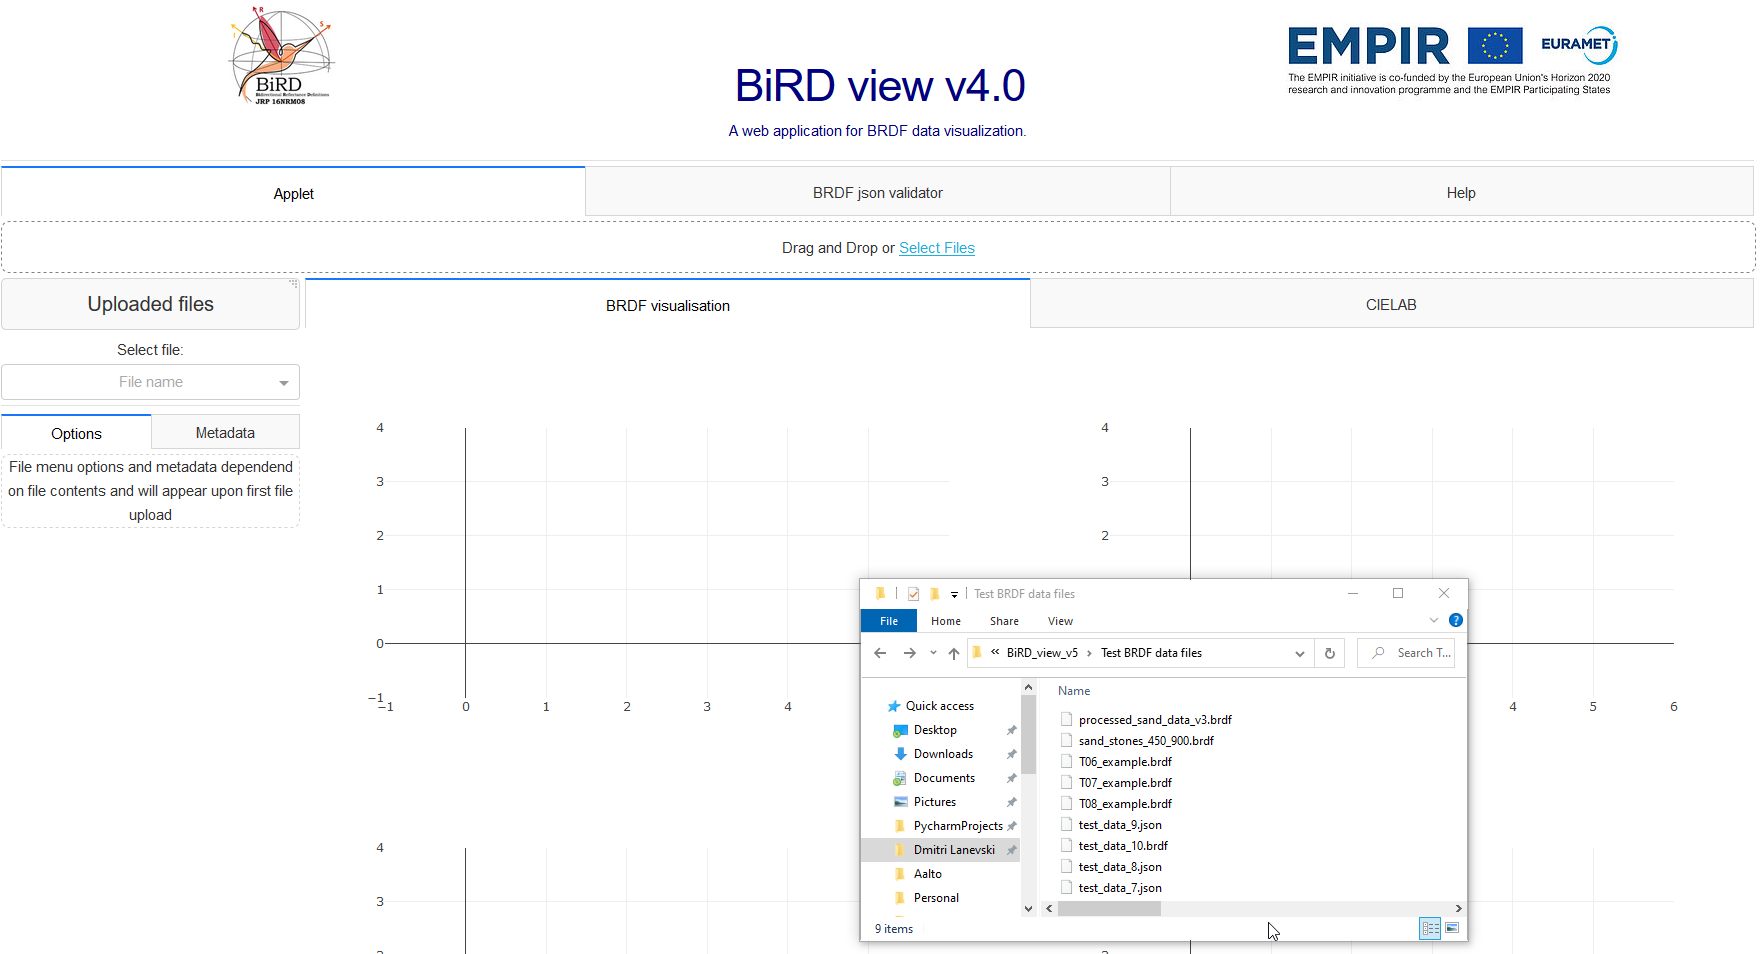 R
S
I
BiRD
Bidirectional Reflectance Definitions
JRP 16NRM08
BiRD view v4.0
A web application for BRDF data visualization.
EMPIR
EURAMET
The EMPIR initiative is co-funded by the European Union's Horizon 2020
research and innovation programme and the EMPIR Participating States
Applet
BRDF json validator
Help
Drag and Drop or Select Files
Uploaded files
BRDF visualisation
CIELAB
Select file:
File name
Options
Metadata
File menu options and metadata dependend
on file contents and will appear upon first file
upload
4
3
2
1
0
−1
−1
0
1
2
3
4
4
3
2
4
5
6
Test BRDF data files
File
Home
Share
View
?
« BiRD_view_v5 › Test BRDF data files
Search T...
Quick access
Desktop
Downloads
Documents
Pictures
PycharmProjects
Dmitri Lanevski
Aalto
Personal
Name
processed_sand_data_v3.brdf
sand_stones_450_900.brdf
T06_example.brdf
T07_example.brdf
T08_example.brdf
test_data_9.json
test_data_10.brdf
test_data_8.json
test_data_7.json
9 items
4
3